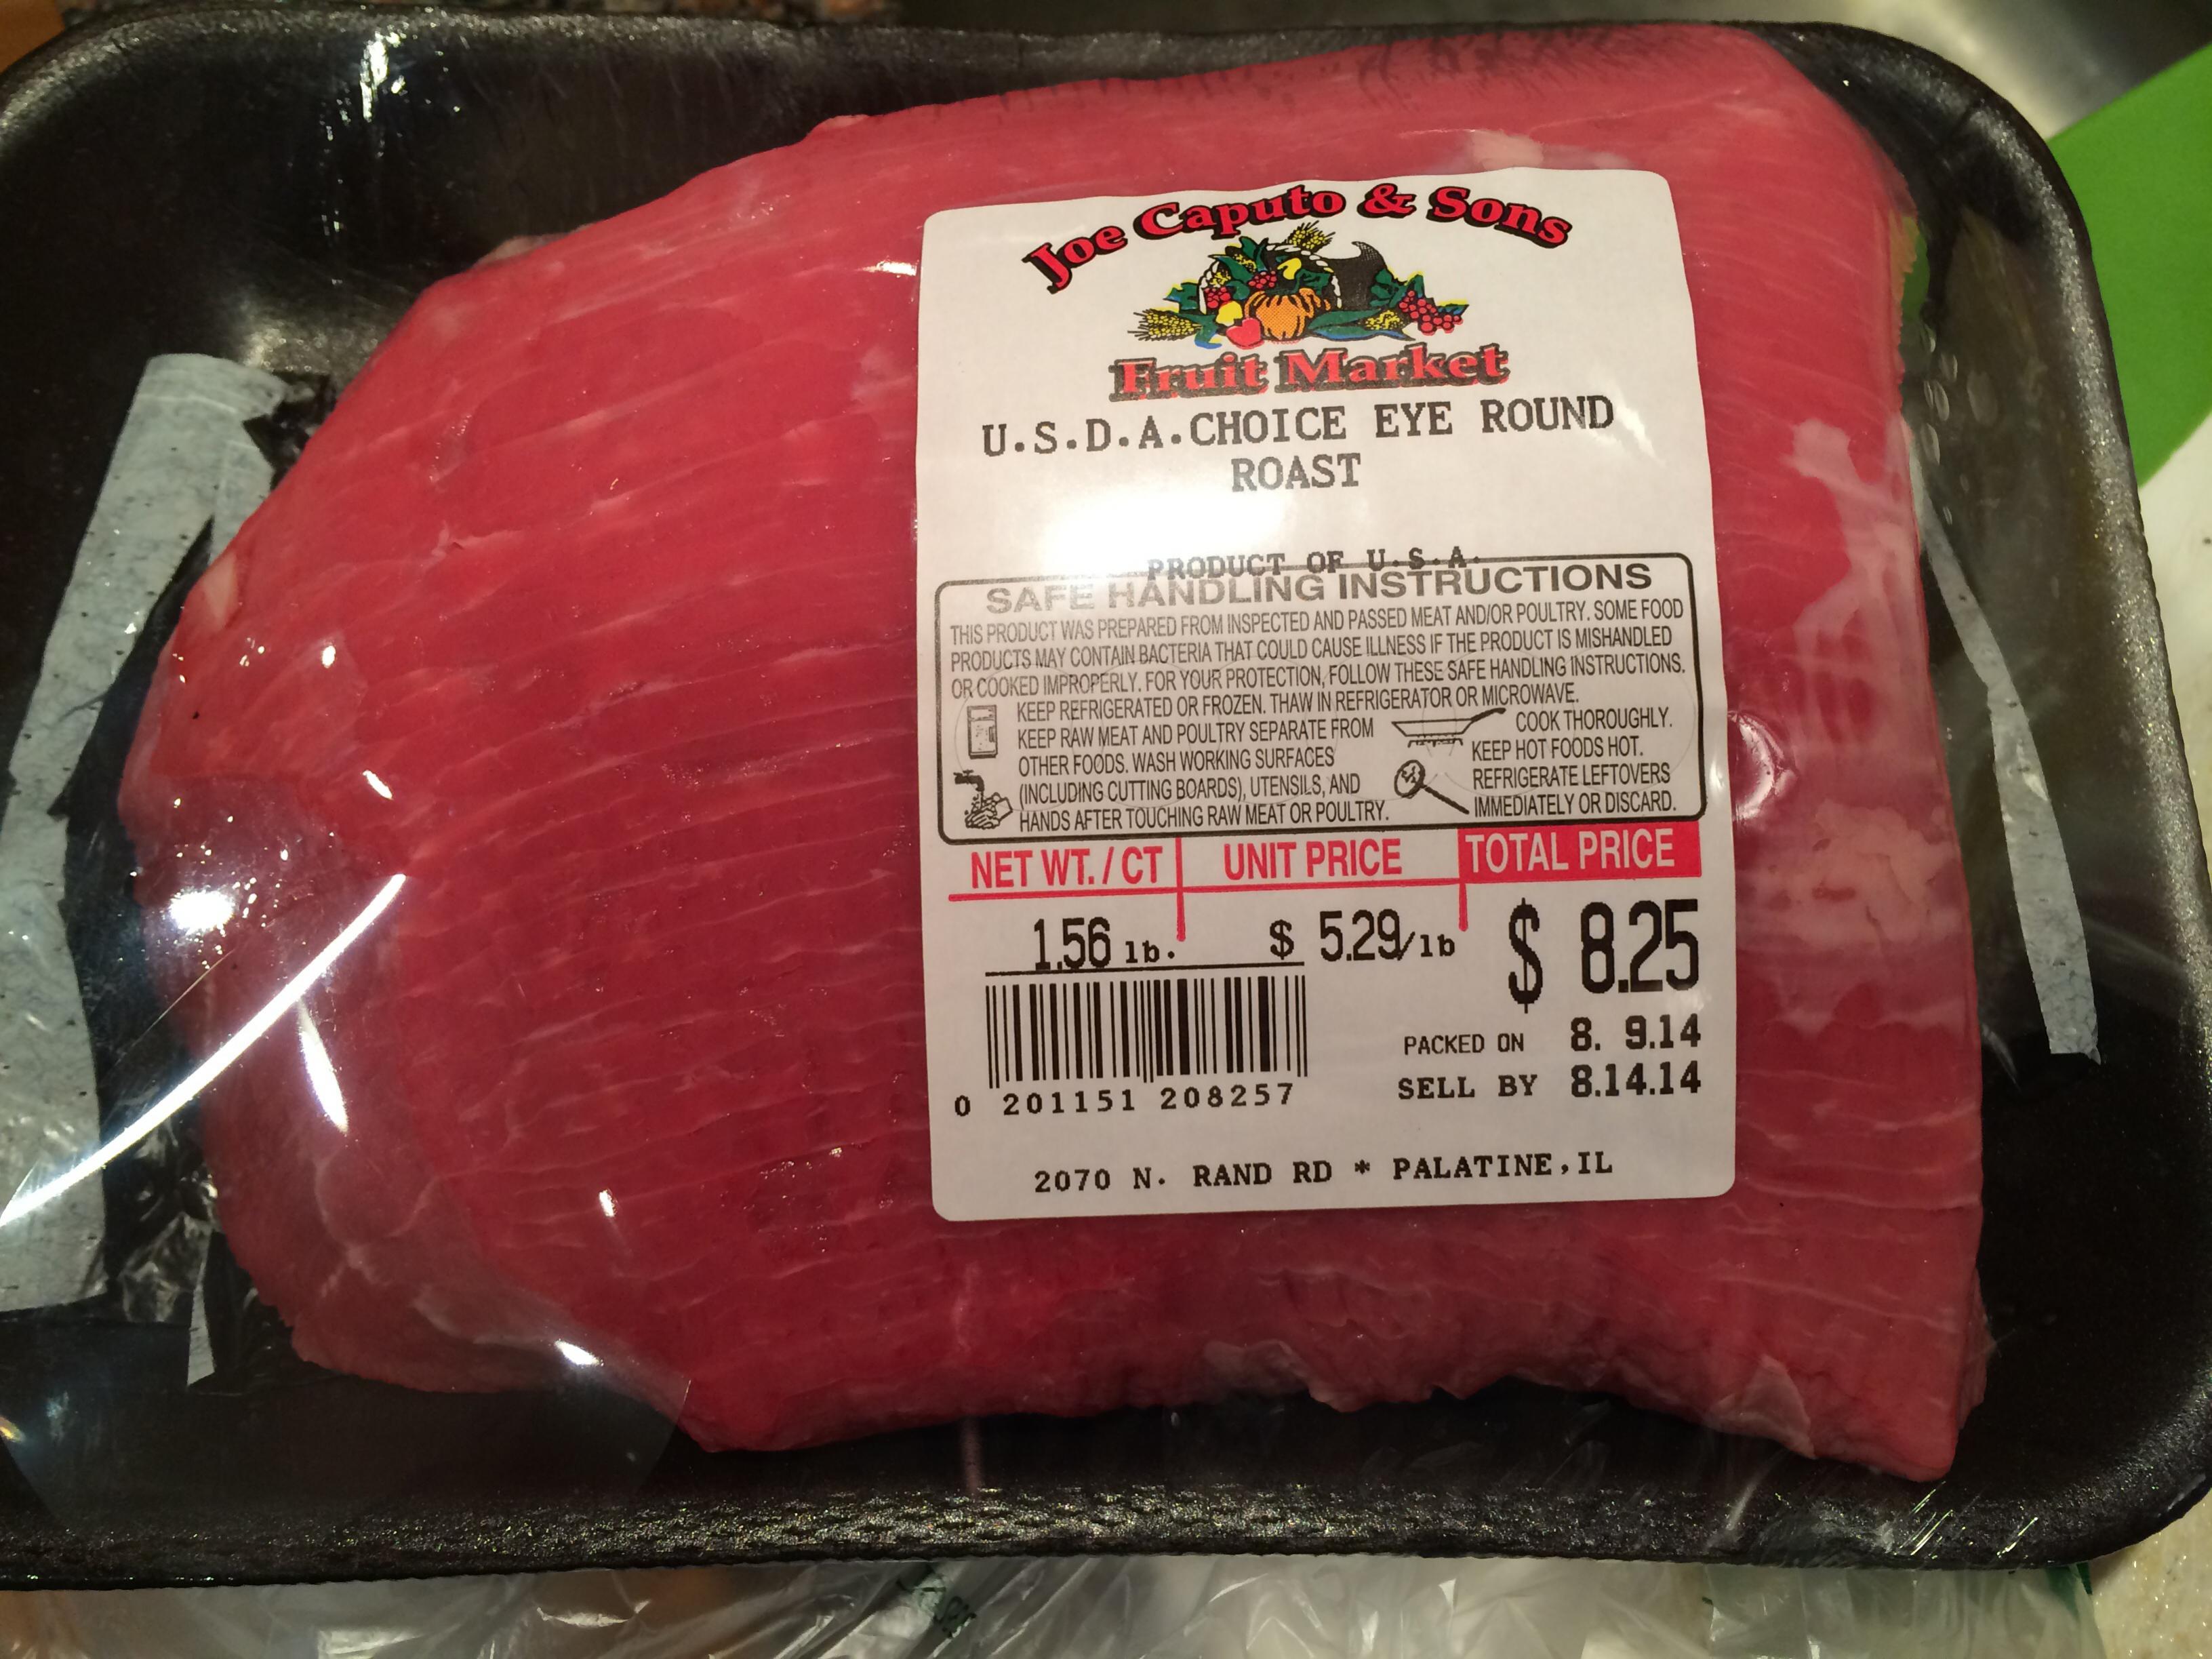 Joe Caputo & Sons
Fruit Market
U.S.D.A.CHOICE EYE ROUND
ROAST
PRODUCT OF U.S.A.
SAFE HANDLING INSTRUCTIONS
THIS PRODUCT WAS PREPARED FROM INSPECTED AND PASSED MEAT AND/OR POULTRY. SOME FOOD
PRODUCTS MAY CONTAIN BACTERIA THAT COULD CAUSE ILLNESS IF THE PRODUCT IS MISHANDLED
OR COOKED IMPROPERLY. FOR YOUR PROTECTION, FOLLOW THESE SAFE HANDLING INSTRUCTIONS.
KEEP REFRIGERATED OR FROZEN. THAW IN REFRIGERATOR OR MICROWAVE.
KEEP RAW MEAT AND POULTRY SEPARATE FROM
OTHER FOODS. WASH WORKING SURFACES
(INCLUDING CUTTING BOARDS), UTENSILS, AND
HANDS AFTER TOUCHING RAW MEAT OR POULTRY.
COOK THOROUGHLY.
KEEP HOT FOODS HOT.
REFRIGERATE LEFTOVERS
IMMEDIATELY OR DISCARD.
NET WT. / CT UNIT PRICE TOTAL PRICE
1.56 lb. $ 5.29/lb $ 8.25
PACKED ON 8. 9.14
SELL BY 8.14.14
0 201151 208257
2070 N. RAND RD * PALATINE,IL